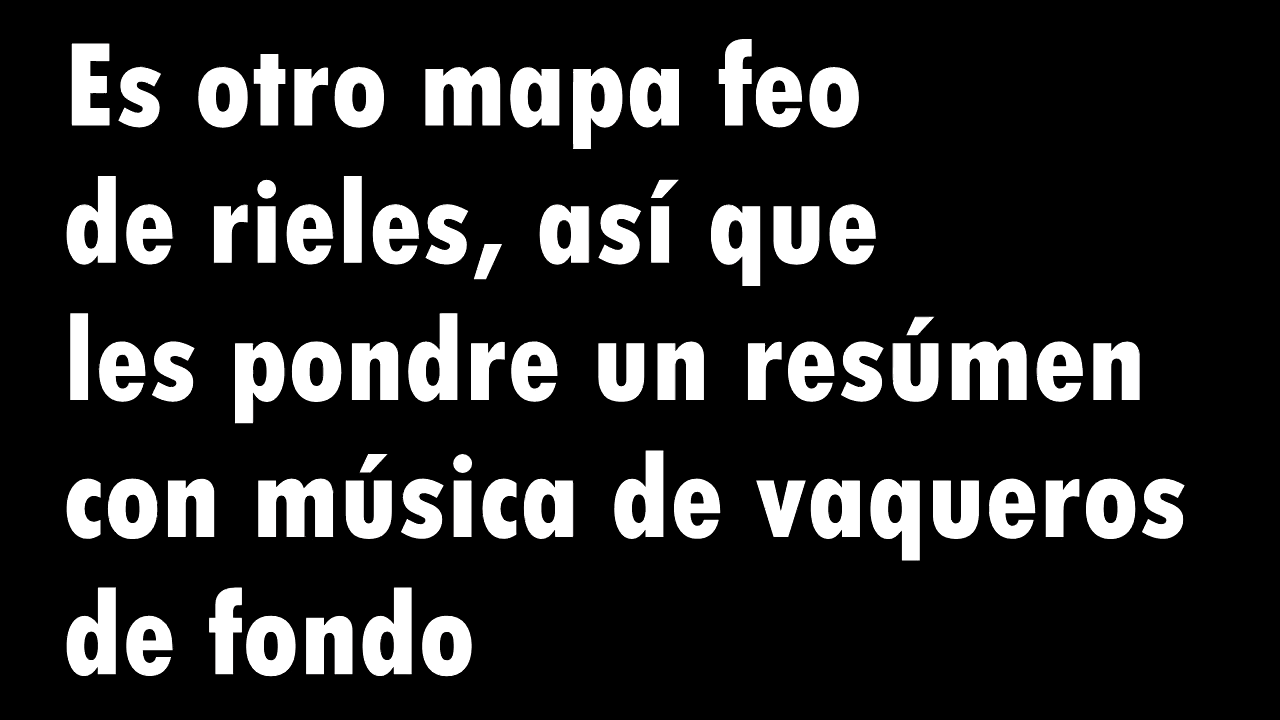 Es otro mapa feo
de rieles, así que
les pondre un resúmen
con música de vaqueros
de fondo